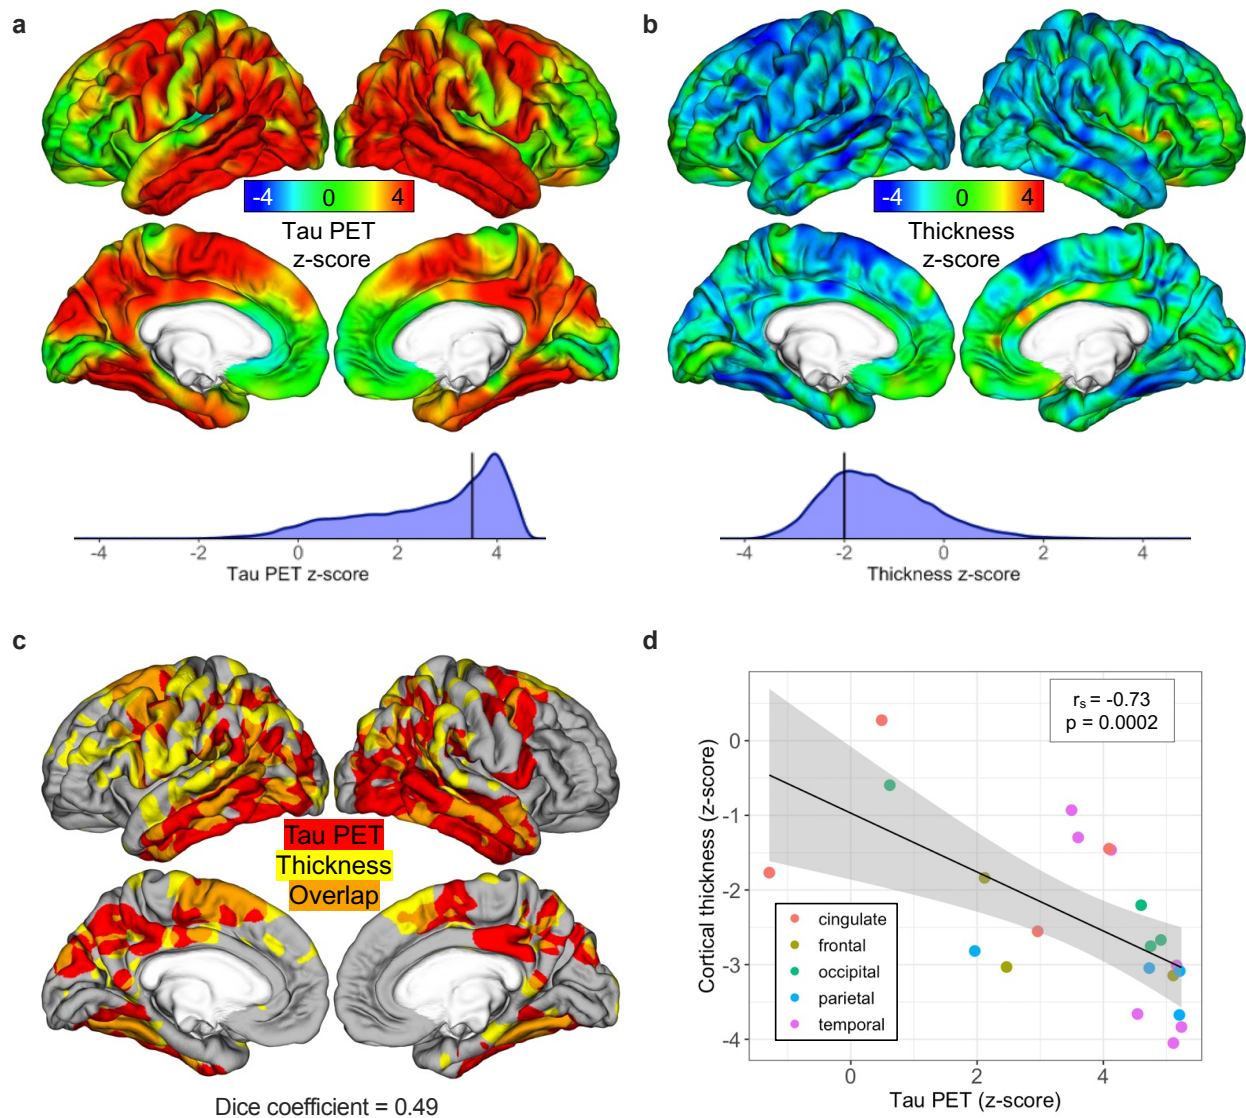 a
-4 0 4
Tau PET
z-score
-4 -2 0 2 4
Tau PET z-score
b
-4 0 4
Thickness
z-score
-4 -2 0 2 4
Thickness z-score
c
Tau PET
Thickness
Overlap
Dice coefficient = 0.49
d
rs = -0.73
p = 0.0002
0
-1
-2
-3
-4
Cortical thickness (z-score)
cingulate
frontal
occipital
parietal
temporal
0 2 4
Tau PET (z-score)